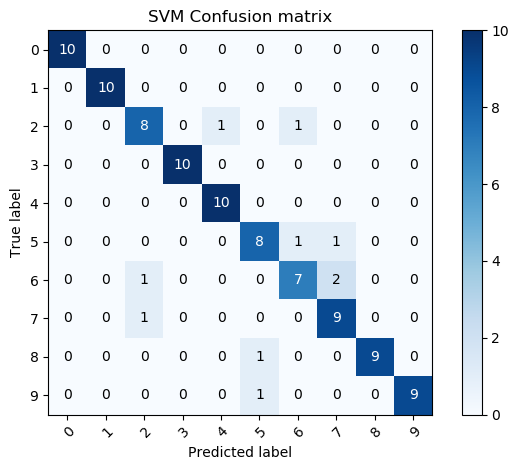 SVM Confusion matrix
0 10 0 0 0 0 0 0 0 0 0
1 0 10 0 0 0 0 0 0 0 0
2 0 0 8 0 1 0 1 0 0 0
3 0 0 0 10 0 0 0 0 0 0
4 0 0 0 0 10 0 0 0 0 0
5 0 0 0 0 0 8 1 1 0 0
6 0 0 1 0 0 0 7 2 0 0
7 0 0 1 0 0 0 0 9 0 0
8 0 0 0 0 0 1 0 0 9 0
9 0 0 0 0 0 1 0 0 0 9
0 1 2 3 4 5 6 7 8 9
True label
Predicted label
10
8
6
4
2
0